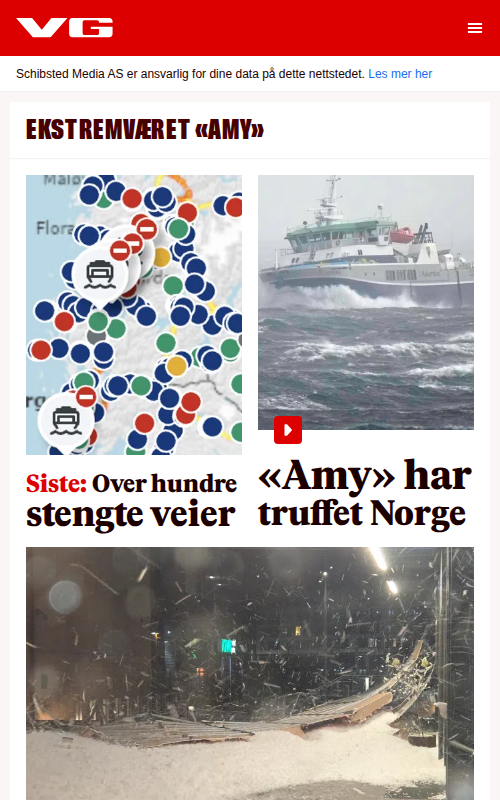 VG
Schibsted Media AS er ansvarlig for dine data på dette nettstedet. Les mer her
EKSTREMVÆRET «AMY»
Flora
Siste: Over hundre
stengte veier
«Amy» har
truffet Norge